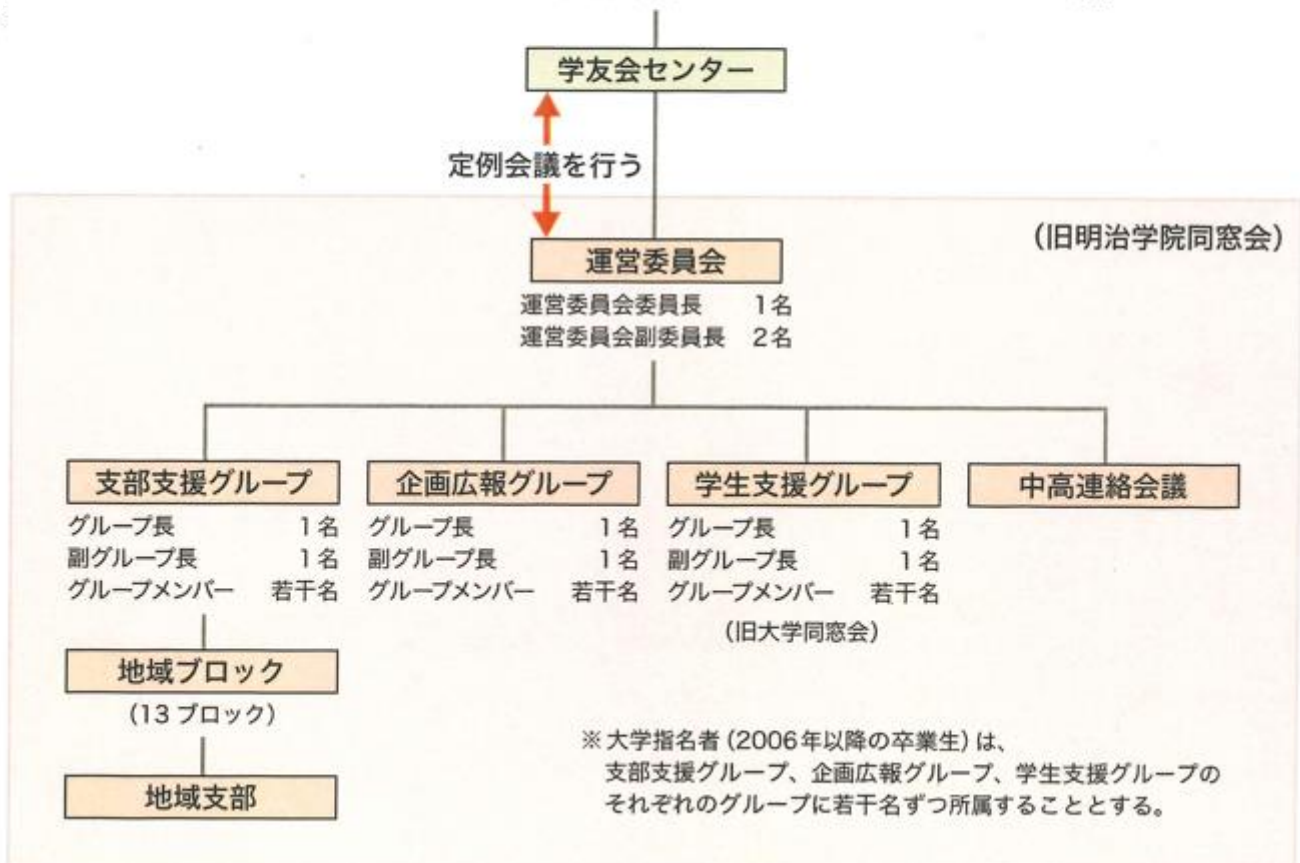 学友会センター
定例会議を行う
(旧明治学院同窓会)
運営委員会
運営委員会委員長 1名
運営委員会副委員長 2名
支部支援グループ
グループ長 1名
副グループ長 1名
グループメンバー 若干名
企画広報グループ
グループ長 1名
副グループ長 1名
グループメンバー 若干名
学生支援グループ
グループ長 1名
副グループ長 1名
グループメンバー 若干名
(旧大学同窓会)
中高連絡会議
地域ブロック
(13 ブロック)
地域支部
※大学指名者 (2006年以降の卒業生) は、
支部支援グループ、企画広報グループ、学生支援グループの
それぞれのグループに若干名ずつ所属することとする。